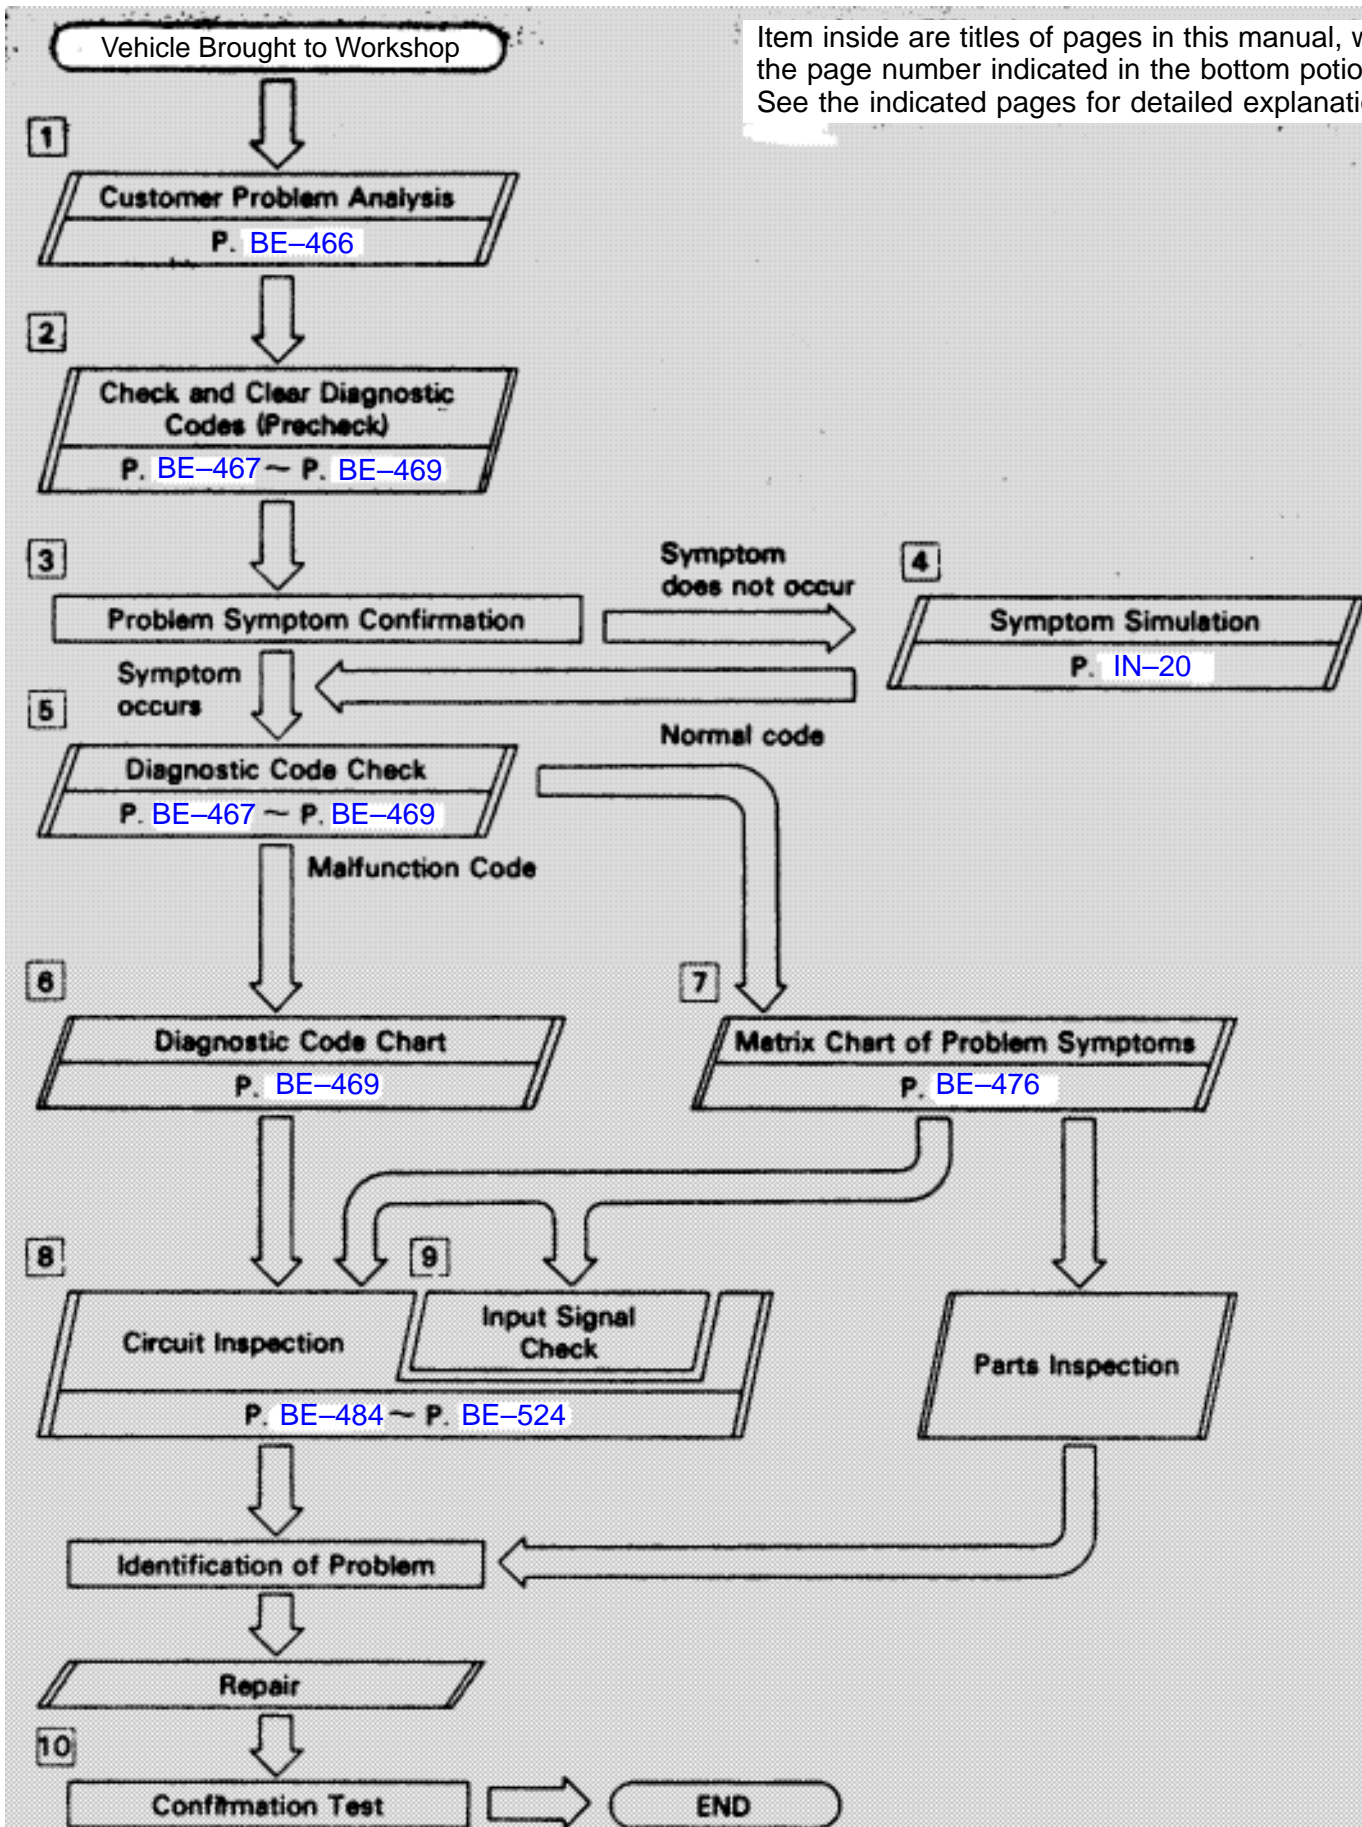 Vehicle Brought to Workshop
Item inside are titles of pages in this manual,
the page number indicated in the bottom
See the indicated pages for detailed
1
Customer Problem Analysis
P. BE–466
2
Check and Clear Diagnostic
Codes (Precheck)
P. BE–467 ~ P. BE–469
3
Problem Symptom Confirmation
Symptom
does not occur
4
Symptom Simulation
P. IN–20
Symptom
occurs
5
Diagnostic Code Check
P. BE–467 ~ P. BE–469
Normal code
Malfunction Code
6
Diagnostic Code Chart
P. BE–469
7
Matrix Chart of Problem Symptoms
P. BE–476
8
Circuit Inspection
9
Input Signal
Check
P. BE–484 ~ P. BE–524
Parts Inspection
Identification of Problem
Repair
10
Confirmation Test
END